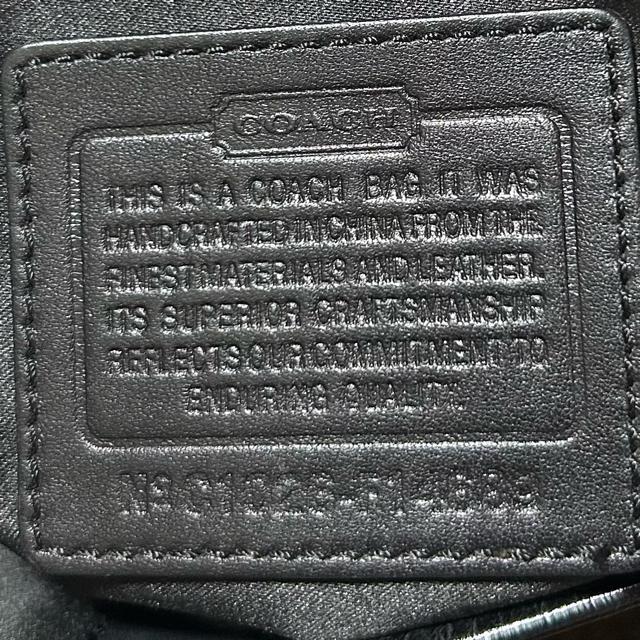 COACH
THIS IS A COACH BAG. IT WAS
HANDCRAFTED IN CHINA FROM THE
FINEST MATERIALS AND LEATHER.
ITS SUPERIOR CRAFTSMANSHIP
REFLECTS OUR COMMITMENT TO
ENDURING QUALITY.